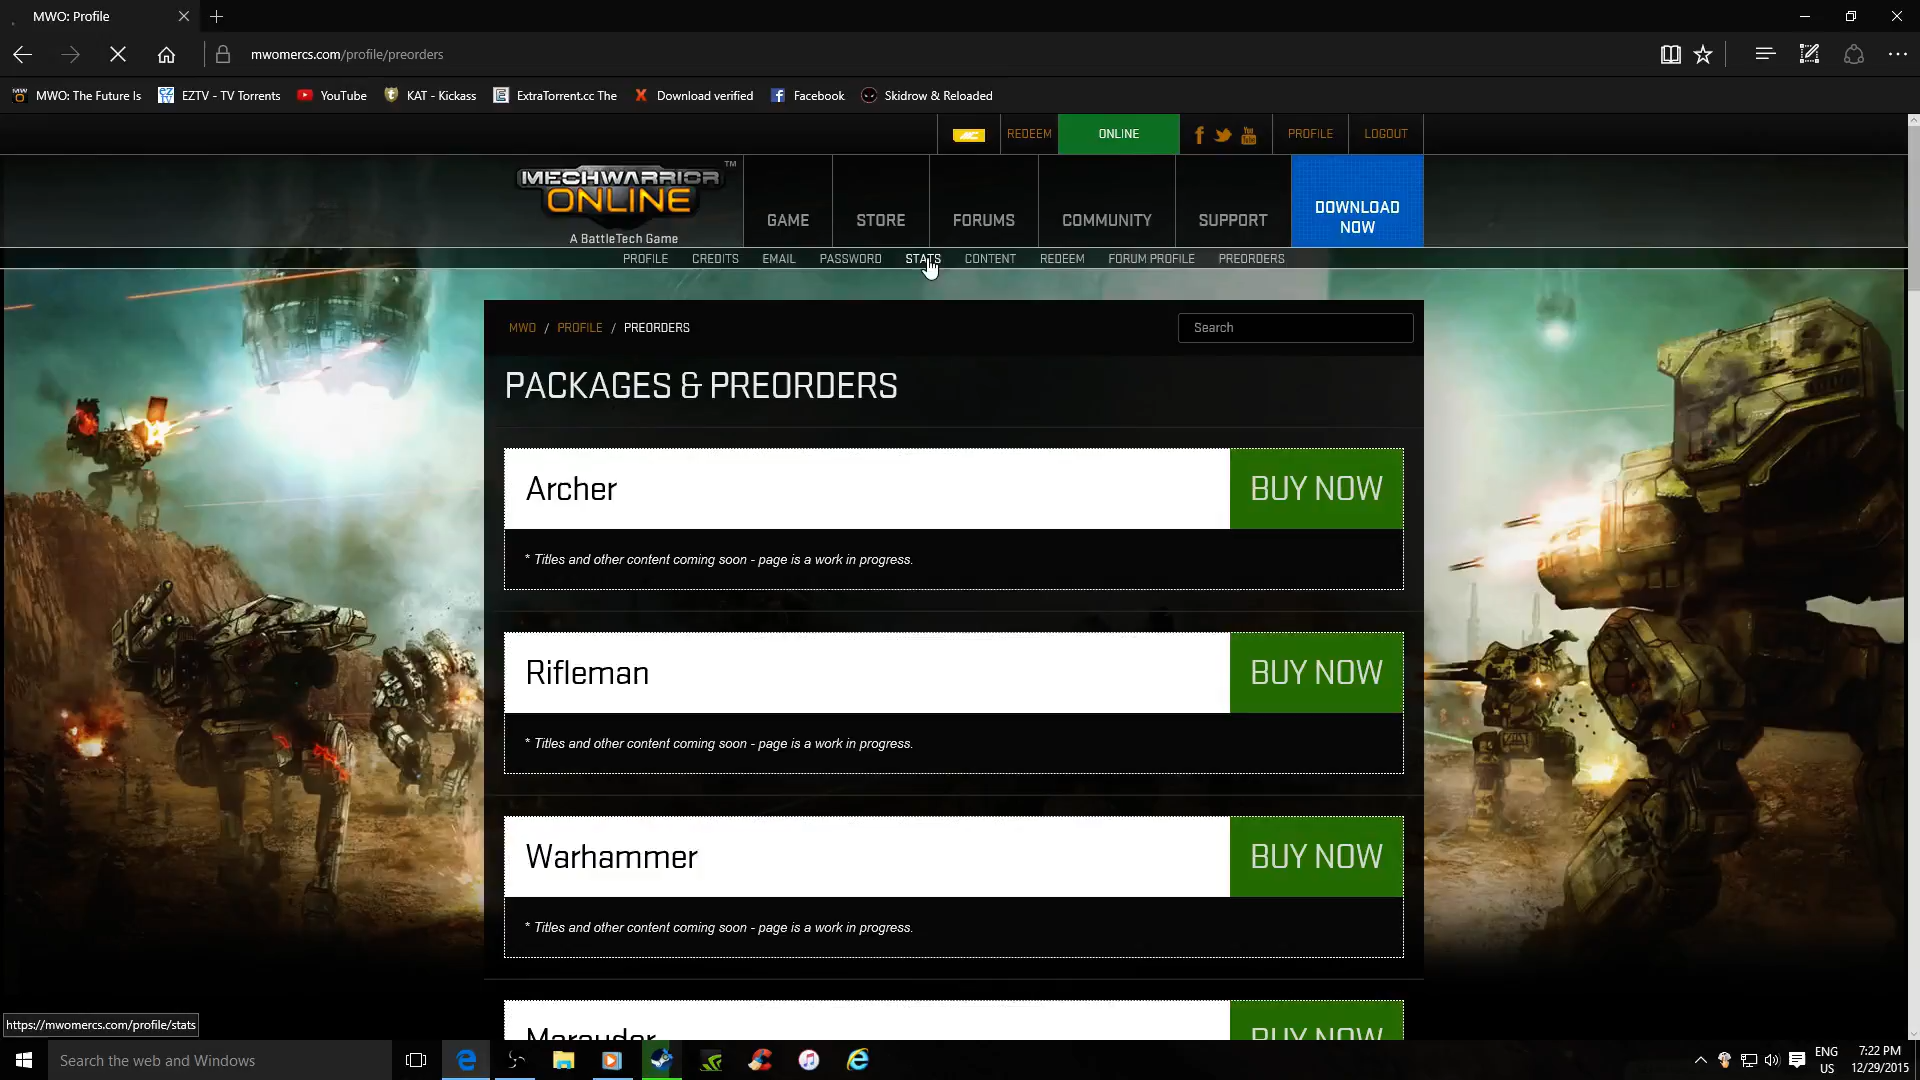 MWO: Profile
mwomercs.com/profile/preorders
MWO: The Future Is EZTV - TV Torrents YouTube KAT - Kickass ExtraTorrent.cc The Download verified Facebook Skidrow & Reloaded
MC REDEEM ONLINE PROFILE LOGOUT
MECHWARRIOR ONLINE TM
A BattleTech Game
GAME STORE FORUMS COMMUNITY SUPPORT
DOWNLOAD
NOW
PROFILE CREDITS EMAIL PASSWORD STATS CONTENT REDEEM FORUM PROFILE PREORDERS
MWO / PROFILE / PREORDERS
Search
PACKAGES & PREORDERS
Archer BUY NOW
* Titles and other content coming soon - page is a work in progress.
Rifleman BUY NOW
* Titles and other content coming soon - page is a work in progress.
Warhammer BUY NOW
* Titles and other content coming soon - page is a work in progress.
Marauder BUY NOW
https://mwomercs.com/profile/stats
Search the web and Windows
ENG
US
7:22 PM
12/29/2015